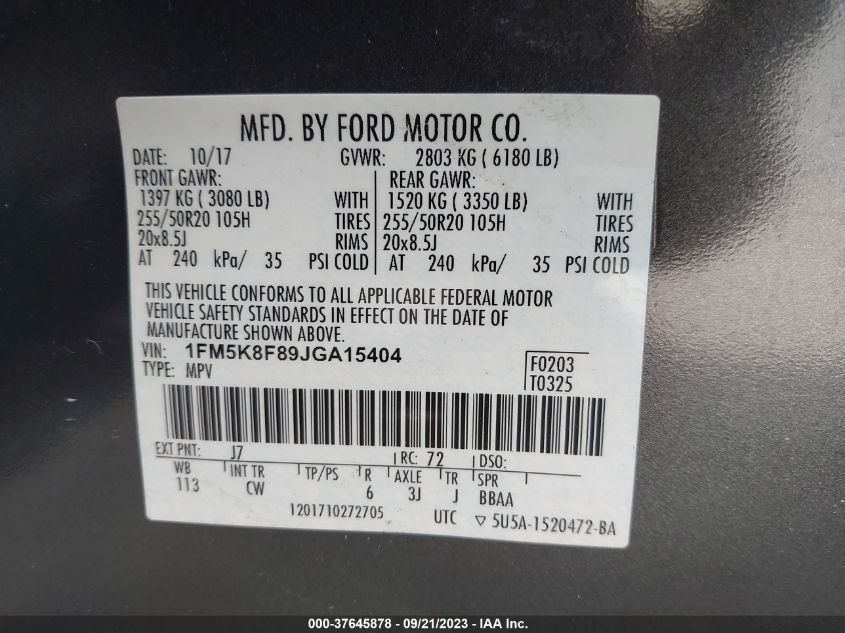 MFD. BY FORD MOTOR CO.
DATE: 10/17 GVWR: 2803 KG ( 6180 LB)
FRONT GAWR: REAR GAWR:
1397 KG ( 3080 LB) WITH 1520 KG ( 3350 LB) WITH
255/50R20 105H TIRES 255/50R20 105H TIRES
20x8.5J RIMS 20x8.5J RIMS
AT 240 kPa/ 35 PSI COLD AT 240 kPa/ 35 PSI COLD
THIS VEHICLE CONFORMS TO ALL APPLICABLE FEDERAL MOTOR
VEHICLE SAFETY STANDARDS IN EFFECT ON THE DATE OF
MANUFACTURE SHOWN ABOVE.
VIN: 1FM5K8F89JGA15404 F0203
TYPE: MPV T0325
EXT PNT: J7 RC: 72 DSO:
WB INT TR TP/PS R AXLE TR SPR
113 CW 6 3J J BBAA
1201710272705 UTC ▽ 5U5A-1520472-BA
000-37645878 - 09/21/2023 - IAA Inc.